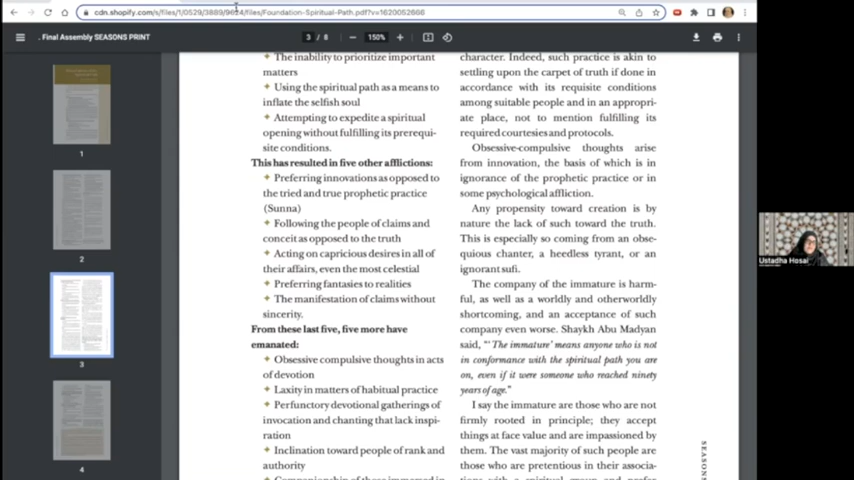 cdn.shopify.com/s/files/1/0529/3889/9624/files/Foundation-Spiritual-Path.pdf?v=1620052666
. Final Assembly SEASONS PRINT
3 / 8
150%
1
2
3
4
The inability to prioritize important
matters
Using the spiritual path as a means to
inflate the selfish soul
Attempting to expedite a spiritual
opening without fulfilling its prerequi-
site conditions.
This has resulted in five other afflictions:
Preferring innovations as opposed to
the tried and true prophetic practice
(Sunna)
Following the people of claims and
conceit as opposed to the truth
Acting on capricious desires in all of
their affairs, even the most celestial
Preferring fantasies to realities
The manifestation of claims without
sincerity.
From these last five, five more have
emanated:
Obsessive compulsive thoughts in acts
of devotion
Laxity in matters of habitual practice
Perfunctory devotional gatherings of
invocation and chanting that lack inspi-
ration
Inclination toward people of rank and
authority
character. Indeed, such practice is akin to
settling upon the carpet of truth if done in
accordance with its requisite conditions
among suitable people and in an appropri-
ate place, not to mention fulfilling its
required courtesies and protocols.
Obsessive-compulsive thoughts arise
from innovation, the basis of which is in
ignorance of the prophetic practice or in
some psychological affliction.
Any propensity toward creation is by
nature the lack of such toward the truth.
This is especially so coming from an obse-
quious chanter, a heedless tyrant, or an
ignorant sufi.
The company of the immature is harm-
ful, as well as a worldly and otherworldly
shortcoming, and an acceptance of such
company even worse. Shaykh Abu Madyan
said, "'The immature' means anyone who is not
in conformance with the spiritual path you are
on, even if it were someone who reached ninety
years of age."
I say the immature are those who are not
firmly rooted in principle; they accept
things at face value and are impassioned by
them. The vast majority of such people are
those who are pretentious in their associa-
SEASONS
Ustadha Hosai